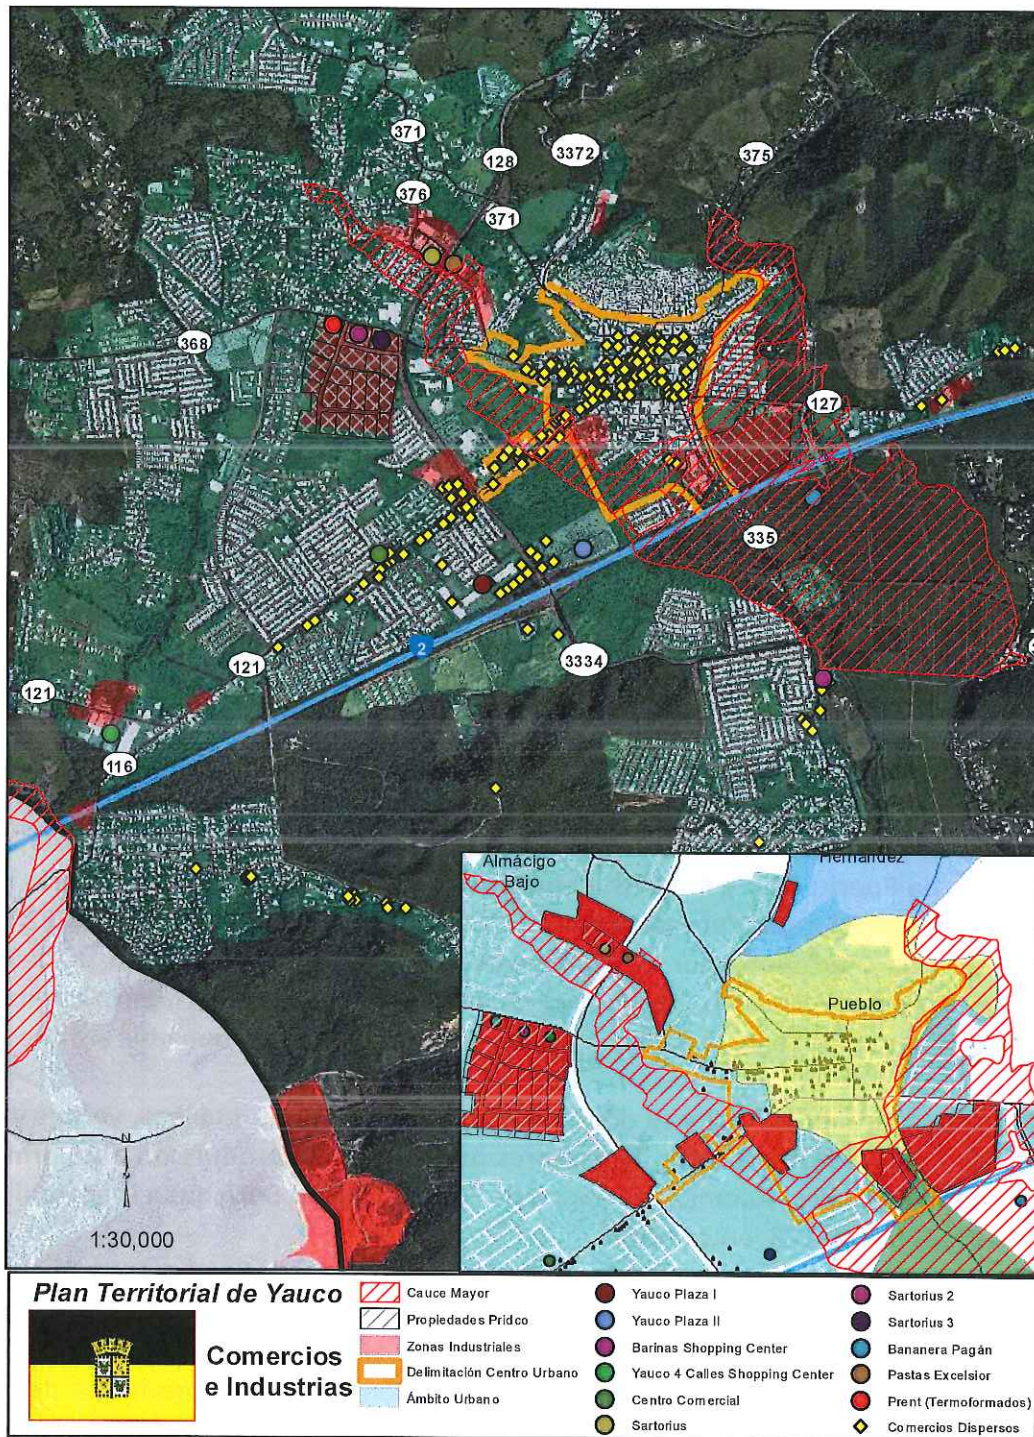 371
128
3372
375
376
371
368
127
335
2
121
3334
121
116
Almácigo
Bajo
Hernandez
Pueblo
N
1:30,000
Plan Territorial de Yauco
Comercios
e Industrias
Cauce Mayor
Propiedades Pridco
Zonas Industriales
Delimitación Centro Urbano
Ámbito Urbano
Yauco Plaza I
Yauco Plaza II
Barinas Shopping Center
Yauco 4 Calles Shopping Center
Centro Comercial
Sartorius
Sartorius 2
Sartorius 3
Bananera Pagán
Pastas Excelsior
Prent (Termoformados)
Comercios Dispersos